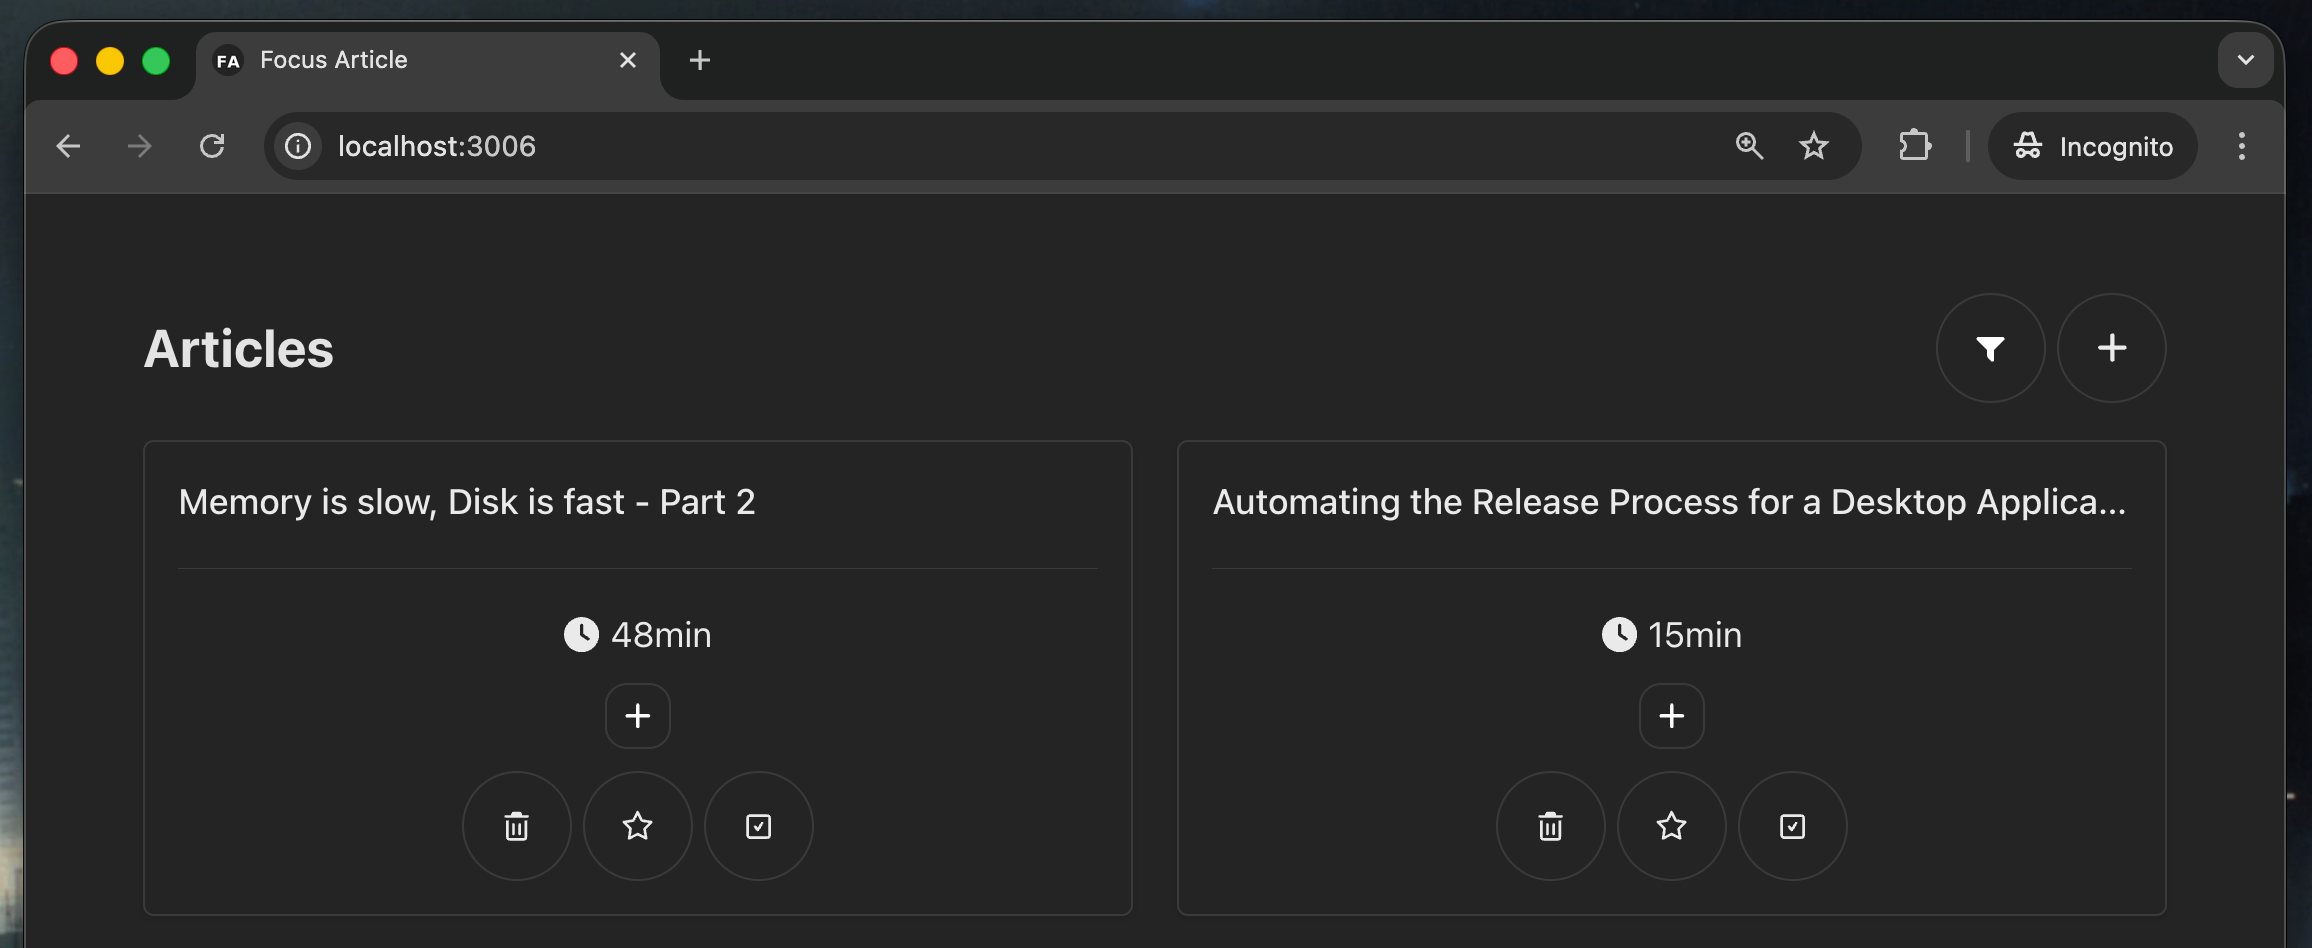 FA Focus Article
localhost:3006
Incognito
Articles
Memory is slow, Disk is fast - Part 2
48min
Automating the Release Process for a Desktop Applica...
15min